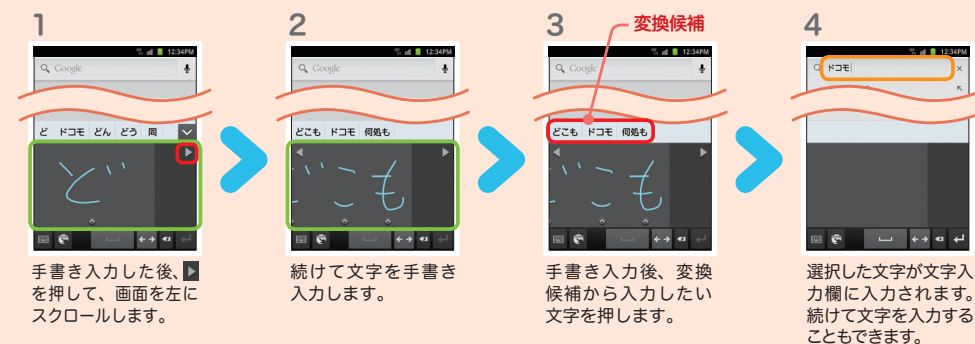 1
12:34PM
Google
ど ドコモ どん どう 同
ど
手書き入力した後、▶
を押して、画面を左に
スクロールします。
2
12:34PM
Google
どこも ドコモ 何処も
こも
続けて文字を手書き
入力します。
3
変換候補
12:34PM
Google
どこも ドコモ 何処も
こも
手書き入力後、変換
候補から入力したい
文字を押します。
4
12:34PM
ドコモ
選択した文字が文字入
力欄に入力されます。
続けて文字を入力する
こともできます。